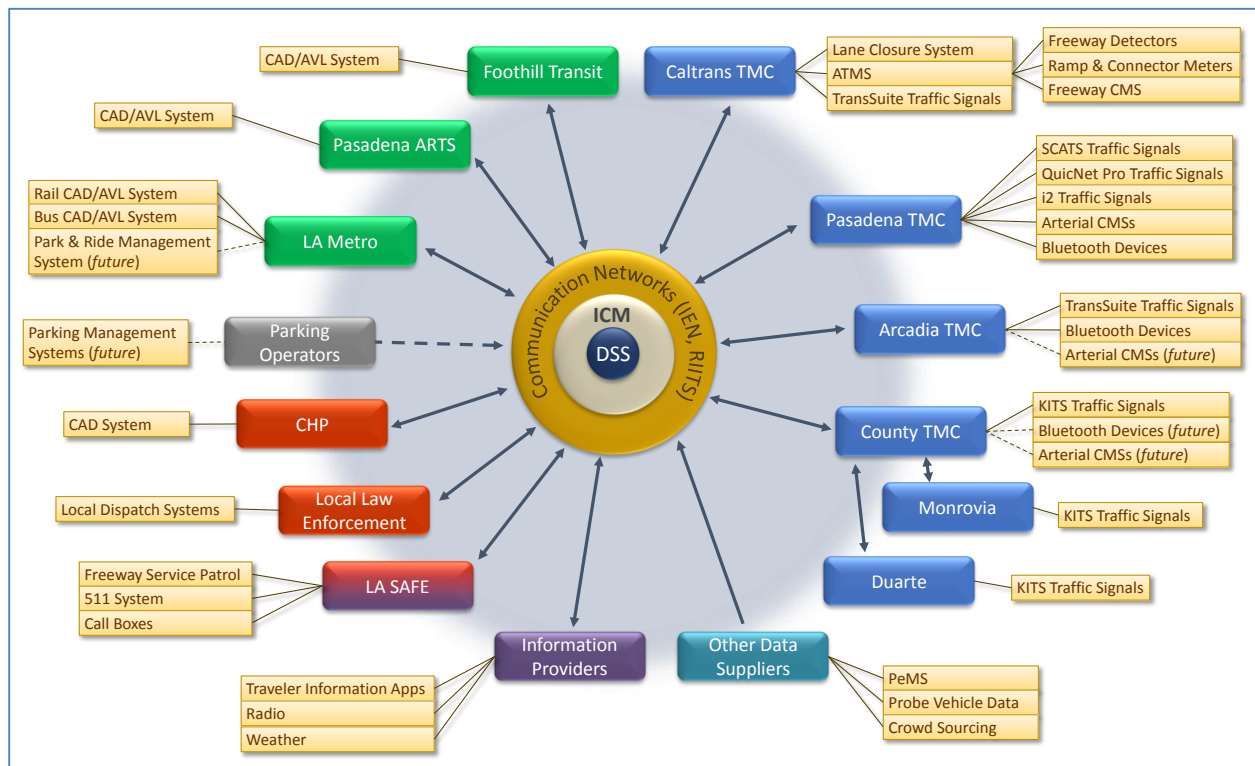 CAD/AVL System
Foothill Transit
Caltrans TMC
Lane Closure System
ATMS
TransSuite Traffic Signals
Freeway Detectors
Ramp & Connector Meters
Freeway CMS
CAD/AVL System
Pasadena ARTS
SCATS Traffic Signals
QuicNet Pro Traffic Signals
i2 Traffic Signals
Arterial CMSs
Bluetooth Devices
Pasadena TMC
Rail CAD/AVL System
Bus CAD/AVL System
Park & Ride Management
System (future)
LA Metro
Communication Networks (IEN, RIITS)
ICM
DSS
Parking Management
Systems (future)
Parking
Operators
Arcadia TMC
TransSuite Traffic Signals
Bluetooth Devices
Arterial CMSs (future)
CAD System
CHP
County TMC
KITS Traffic Signals
Bluetooth Devices (future)
Arterial CMSs (future)
Local Dispatch Systems
Local Law
Enforcement
Monrovia
KITS Traffic Signals
Freeway Service Patrol
511 System
Call Boxes
LA SAFE
Duarte
KITS Traffic Signals
Information
Providers
Traveler Information Apps
Radio
Weather
Other Data
Suppliers
PeMS
Probe Vehicle Data
Crowd Sourcing